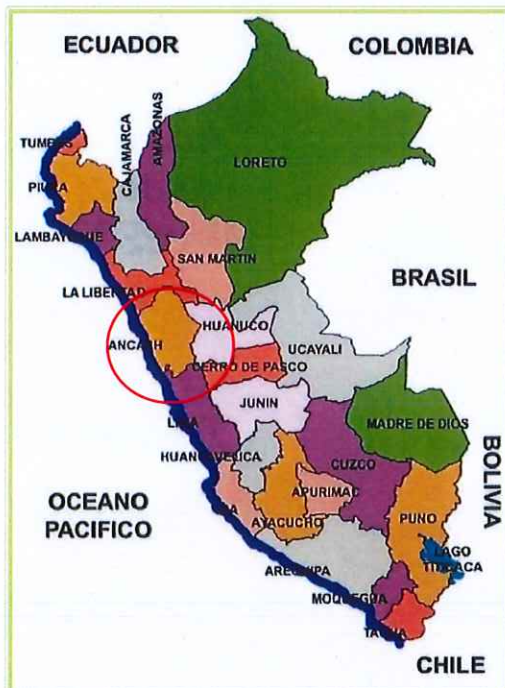 ECUADOR
COLOMBIA
TUMBES
CAJAMARCA
AMAZONAS
LORETO
PIURA
LAMBAYEQUE
SAN MARTIN
BRASIL
LA LIBERTAD
HUANUCO
ANCASH
UCAYALI
CERRO DE PASCO
JUNIN
MADRE DE DIOS
LIMA
HUANCAVELICA
CUZCO
BOLIVIA
OCEANO
PACIFICO
APURIMAC
ICA
AYACUCHO
PUNO
LAGO
TITICACA
AREQUIPA
MOQUEGUA
TACNA
CHILE